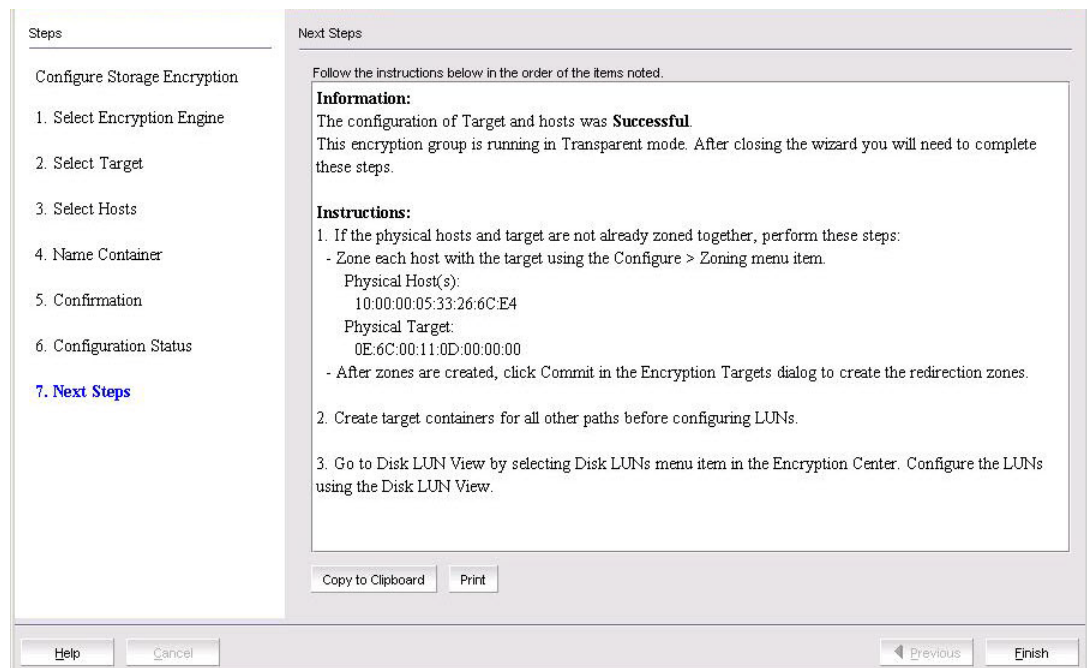 Steps
Configure Storage Encryption
1. Select Encryption Engine
2. Select Target
3. Select Hosts
4. Name Container
5. Confirmation
6. Configuration Status
7. Next Steps
Next Steps
Follow the instructions below in the order of the items noted.
Information:
The configuration of Target and hosts was Successful.
This encryption group is running in Transparent mode. After closing the wizard you will need to complete
these steps.
Instructions:
1. If the physical hosts and target are not already zoned together, perform these steps:
- Zone each host with the target using the Configure > Zoning menu item.
Physical Host(s):
10:00:00:05:33:26:6C:E4
Physical Target:
0E:6C:00:11:0D:00:00:00
- After zones are created, click Commit in the Encryption Targets dialog to create the redirection zones.
2. Create target containers for all other paths before configuring LUNs.
3. Go to Disk LUN View by selecting Disk LUNs menu item in the Encryption Center. Configure the LUNs
using the Disk LUN View.
Copy to Clipboard Print
Help Cancel Previous Finish